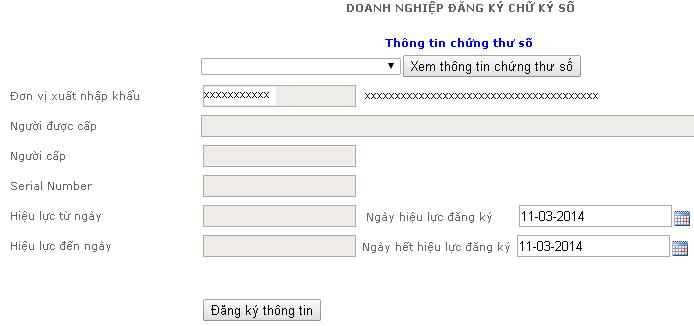 DOANH NGHIỆP ĐĂNG KÝ CHỮ KÝ SỐ
Thông tin chứng thư số
Xem thông tin chứng thư số
Đơn vị xuất nhập khẩu xxxxxxxxxxx xxxxxxxxxxxxxxxxxxxxxxxxxxxxxxxxxxxxxxx
Người được cấp
Người cấp
Serial Number
Hiệu lực từ ngày Ngày hiệu lực đăng ký 11-03-2014
Hiệu lực đến ngày Ngày hết hiệu lực đăng ký 11-03-2014
Đăng ký thông tin